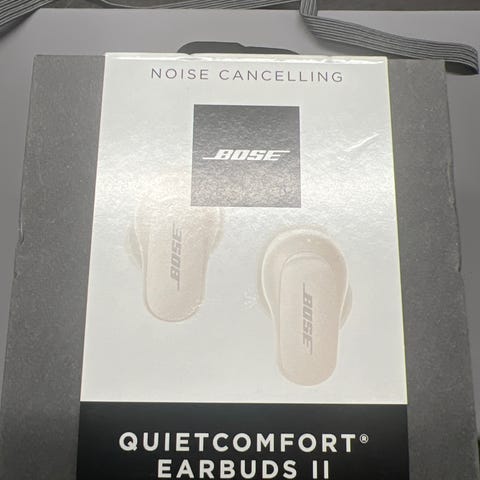 NOISE CANCELLING
BOSE
BOSE
BOSE
QUIETCOMFORT®
EARBUDS II